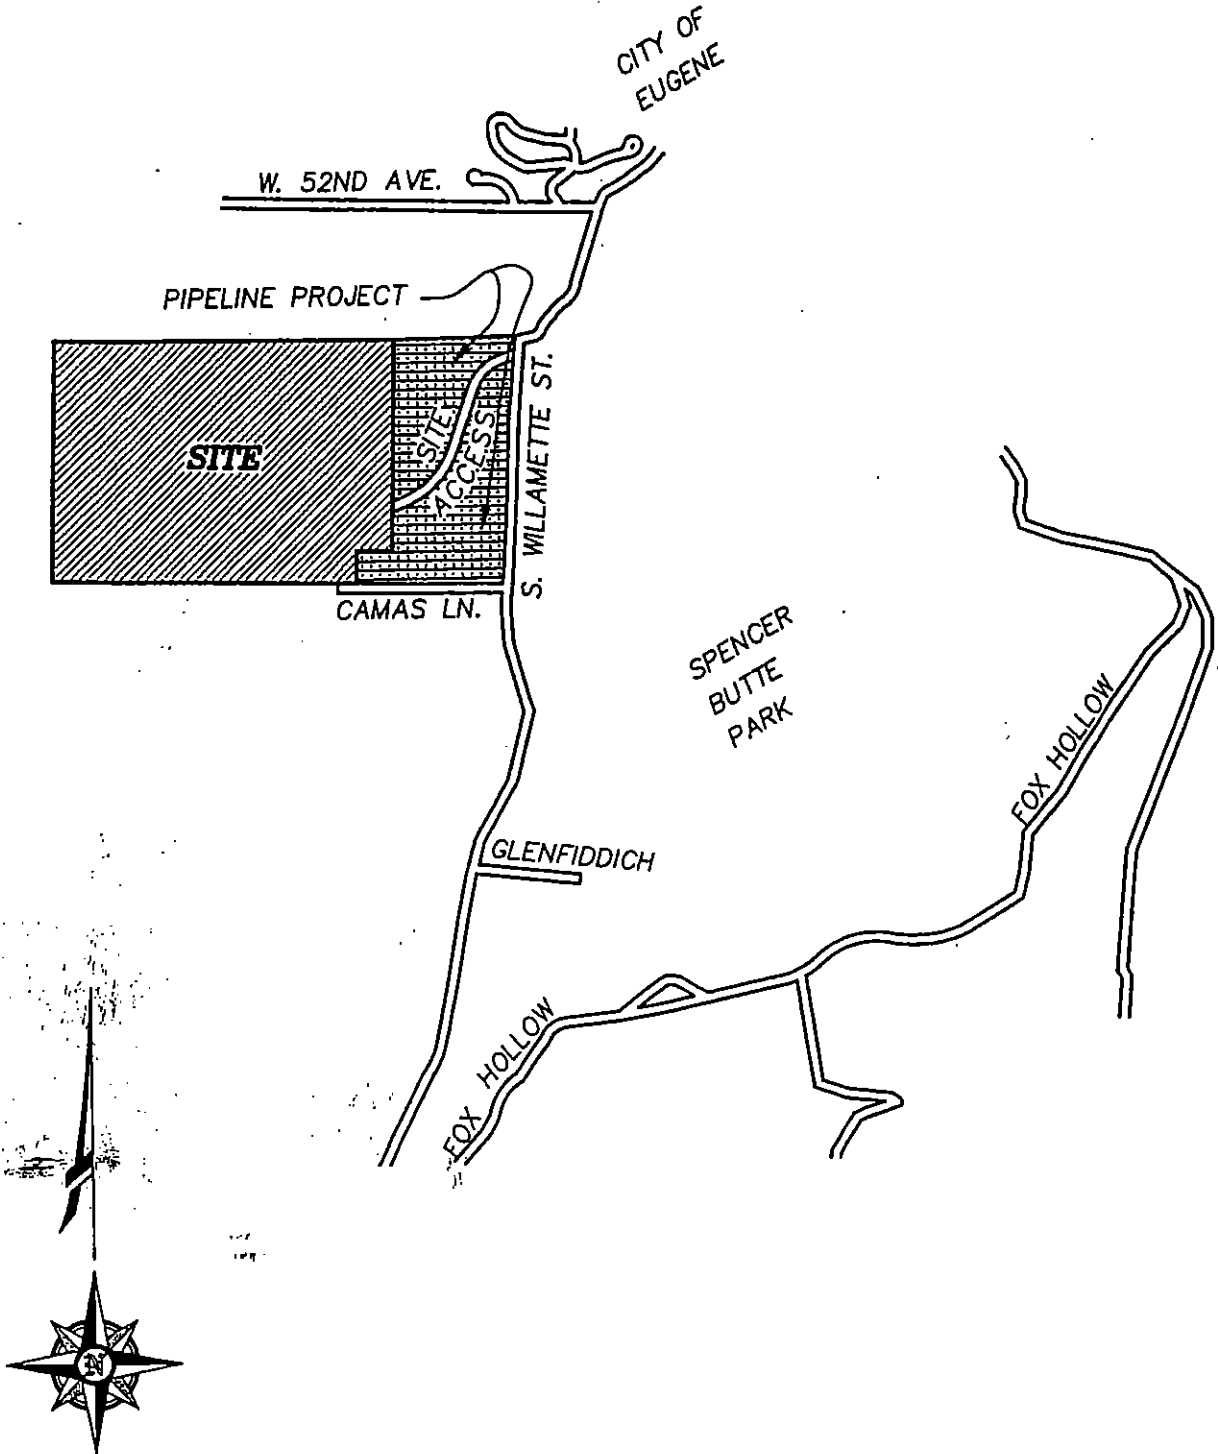 CITY OF
EUGENE
W. 52ND AVE.
PIPELINE PROJECT
SITE
SITE
ACCESS
S. WILLAMETTE ST.
CAMAS LN.
SPENCER
BUTTE
PARK
FOX HOLLOW
GLENFIDDICH
FOX HOLLOW
N